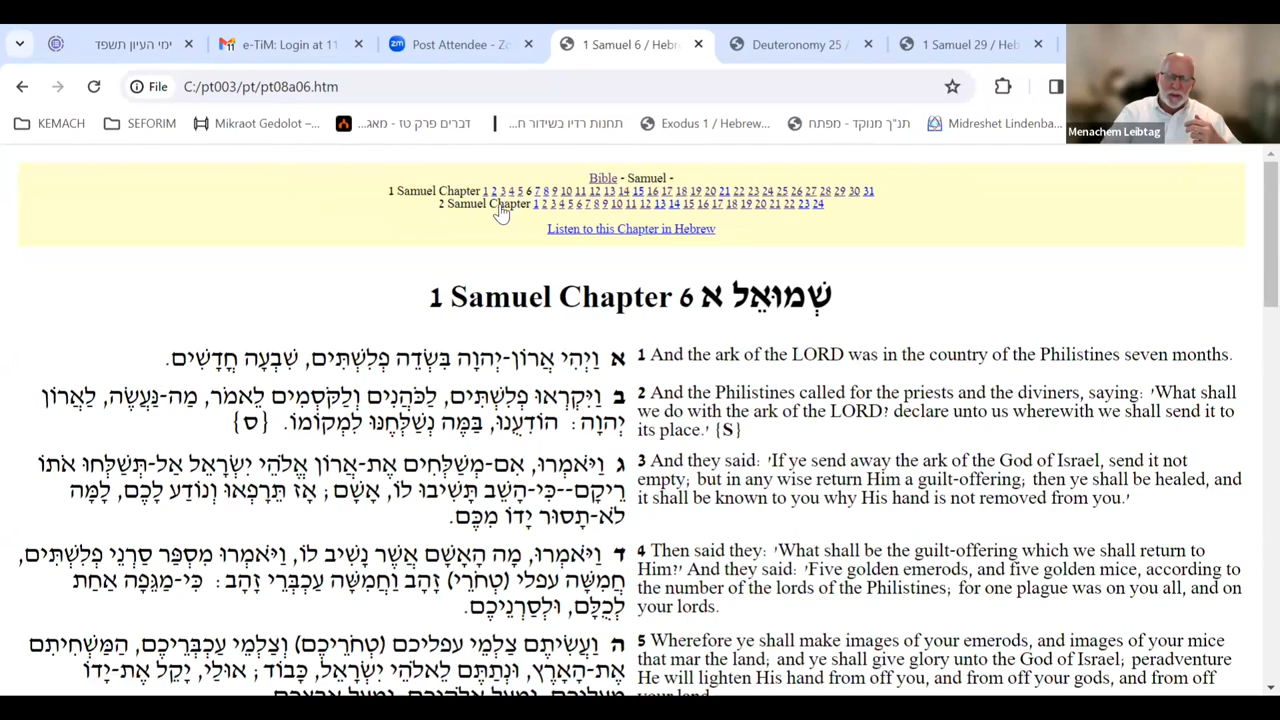 ימי העיון תשפד
e-TiM: Login at 11
Post Attendee - Zo
1 Samuel 6 / Hebr
Deuteronomy 25 /
1 Samuel 29 / Heb
File C:/pt003/pt/pt08a06.htm
KEMACH
SEFORIM
Mikraot Gedolot –...
דברים פרק טז - מאג...
תחנות רדיו בשידור ח...
Exodus 1 / Hebrew...
תנ"ך מנוקד - מפתח
Midreshet Lindenba
Menachem Leibtag
Bible - Samuel -
1 Samuel Chapter 1 2 3 4 5 6 7 8 9 10 11 12 13 14 15 16 17 18 19 20 21 22 23 24 25 26 27 28 29 30 31
2 Samuel Chapter 1 2 3 4 5 6 7 8 9 10 11 12 13 14 15 16 17 18 19 20 21 22 23 24
Listen to this Chapter in Hebrew
1 Samuel Chapter 6 שְׁמוּאֵל א
א וַיְהִי אֲרוֹן-יְהוָה בִּשְׂדֵה פְלִשְׁתִּים, שִׁבְעָה חֳדָשִׁים.
1 And the ark of the LORD was in the country of the Philistines seven months.
ב וַיִּקְרְאוּ פְלִשְׁתִּים, לַכֹּהֲנִים וְלַקֹּסְמִים לֵאמֹר, מַה-נַּעֲשֶׂה, לַאֲרוֹן
יְהוָה: הוֹדִעֻנוּ, בַּמֶּה נְשַׁלְּחֶנּוּ לִמְקוֹמוֹ. {ס}
2 And the Philistines called for the priests and the diviners, saying: 'What shall
we do with the ark of the LORD? declare unto us wherewith we shall send it to
its place.' {S}
ג וַיֹּאמְרוּ, אִם-מְשַׁלְּחִים אֶת-אֲרוֹן אֱלֹהֵי יִשְׂרָאֵל אַל-תְּשַׁלְּחוּ אֹתוֹ
רֵיקָם--כִּי-הָשֵׁב תָּשִׁיבוּ לוֹ, אָשָׁם; אָז תֵּרָפְאוּ וְנוֹדַע לָכֶם, לָמָּה
לֹא-תָסוּר יָדוֹ מִכֶּם.
3 And they said: 'If ye send away the ark of the God of Israel, send it not
empty; but in any wise return Him a guilt-offering; then ye shall be healed, and
it shall be known to you why His hand is not removed from you.'
ד וַיֹּאמְרוּ, מָה הָאָשָׁם אֲשֶׁר נָשִׁיב לוֹ, וַיֹּאמְרוּ מִסְפַּר סַרְנֵי פְלִשְׁתִּים,
חֲמִשָּׁה עפלי (טְחֹרֵי) זָהָב וַחֲמִשָּׁה עַכְבְּרֵי זָהָב: כִּי-מַגֵּפָה אַחַת
לְכֻלָּם, וּלְסַרְנֵיכֶם.
4 Then said they: 'What shall be the guilt-offering which we shall return to
Him?' And they said: 'Five golden emerods, and five golden mice, according to
the number of the lords of the Philistines; for one plague was on you all, and on
your lords.
ה וַעֲשִׂיתֶם צַלְמֵי עפליכם (טְחֹרֵיכֶם) וְצַלְמֵי עַכְבְּרֵיכֶם, הַמַּשְׁחִיתִם
אֶת-הָאָרֶץ, וּנְתַתֶּם לֵאלֹהֵי יִשְׂרָאֵל, כָּבוֹד; אוּלַי, יָקֵל אֶת-יָדוֹ
5 Wherefore ye shall make images of your emerods, and images of your mice
that mar the land; and ye shall give glory unto the God of Israel; peradventure
He will lighten His hand from off you, and from off your gods, and from off
your land.